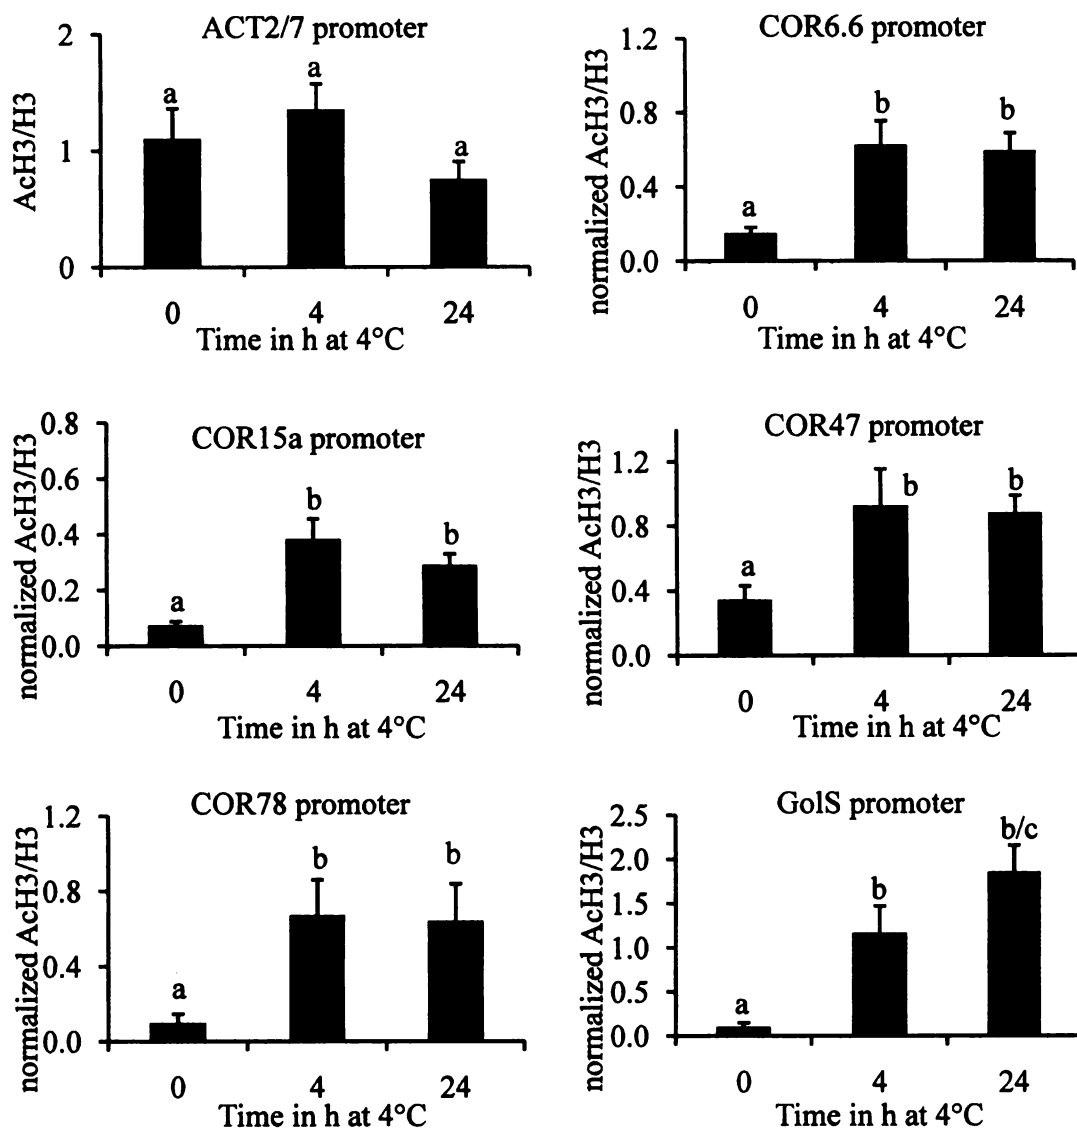 ACT2/7 promoter
AcH3/H3
2
1
0
a
a
a
0 4 24
Time in h at 4°C
COR6.6 promoter
normalized AcH3/H3
1.2
0.8
0.4
0.0
a
b
b
0 4 24
Time in h at 4°C
COR15a promoter
normalized AcH3/H3
0.8
0.6
0.4
0.2
0.0
a
b
b
0 4 24
Time in h at 4°C
COR47 promoter
normalized AcH3/H3
1.2
0.8
0.4
0.0
a
b
b
0 4 24
Time in h at 4°C
COR78 promoter
normalized AcH3/H3
1.2
0.8
0.4
0.0
a
b
b
0 4 24
Time in h at 4°C
GolS promoter
normalized AcH3/H3
2.5
2.0
1.5
1.0
0.5
0.0
a
b
b/c
0 4 24
Time in h at 4°C